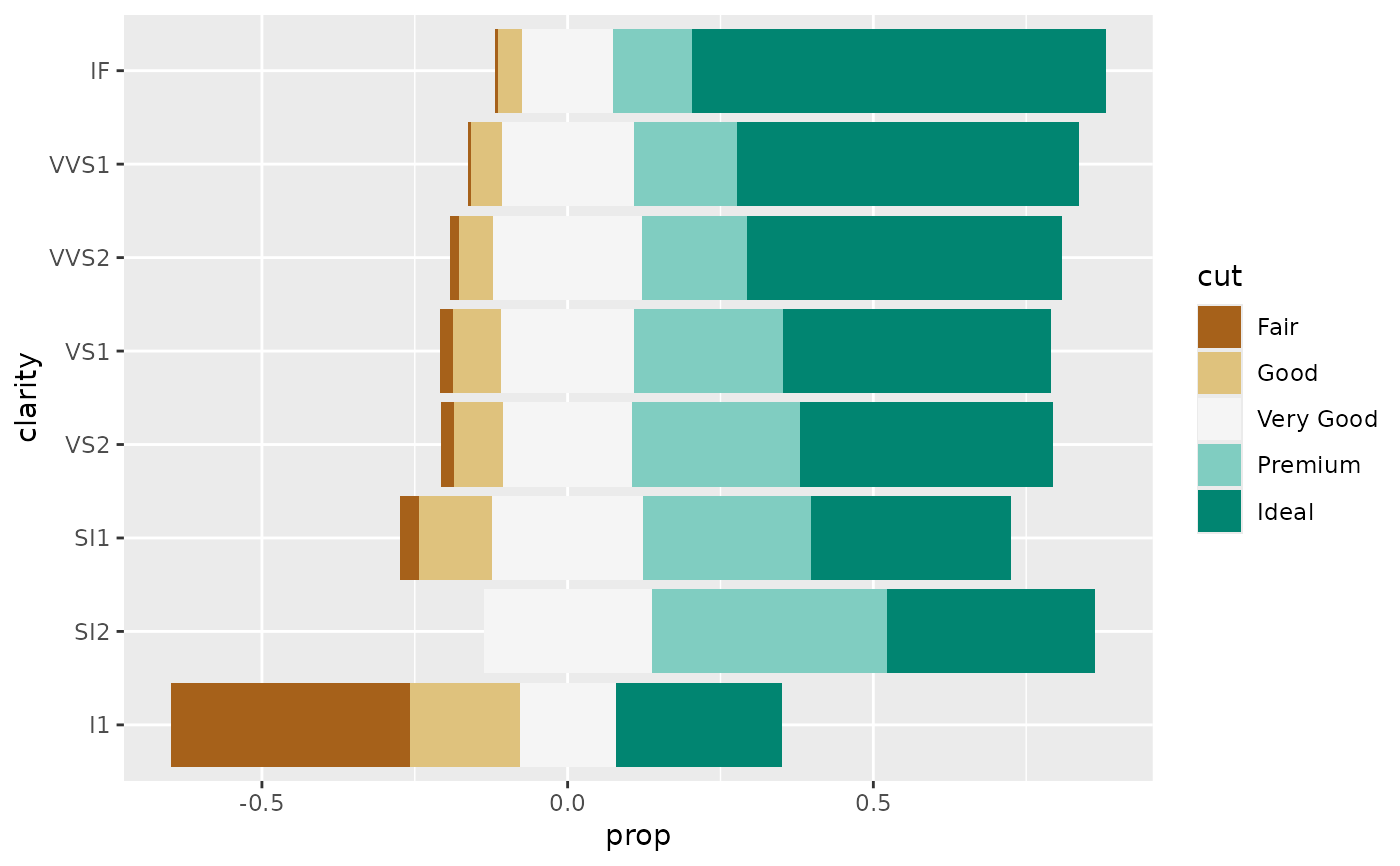 IF
VVS1
VVS2
VS1
VS2
SI1
SI2
I1
clarity
-0.5 0.0 0.5
prop
cut
Fair
Good
Very Good
Premium
Ideal